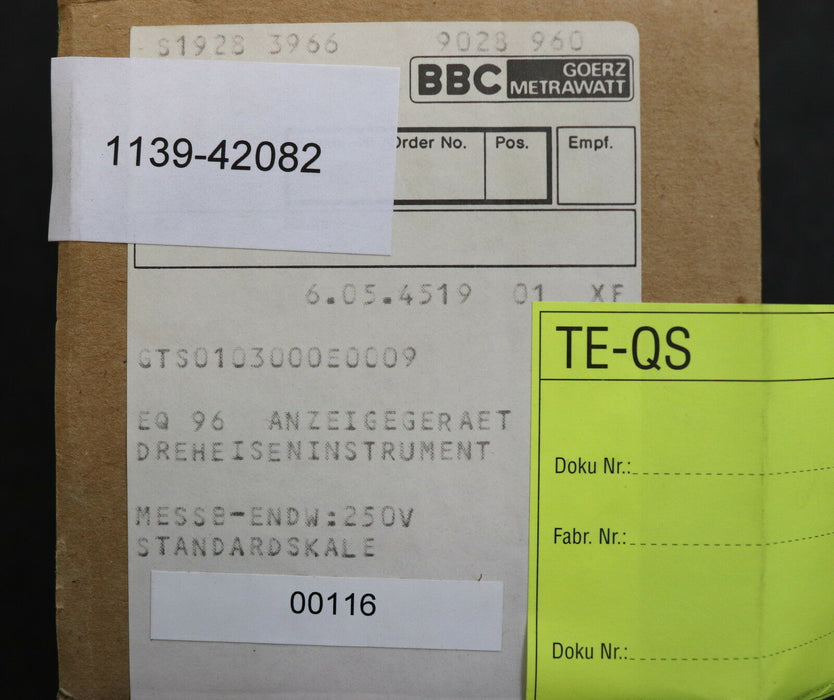 S1928 3966 9028 960
BBC GOERZ
METRAWATT
1139-42082
Order No. Pos. Empf.
6.05.4519 01 XF
GTS0103000E0009
TE-QS
EQ 96 ANZEIGEGERAET
DREHEISENINSTRUMENT
Doku Nr.:
MESSB-ENDW:250V
Fabr. Nr.:
STANDARDSKALE
00116
Doku Nr.: